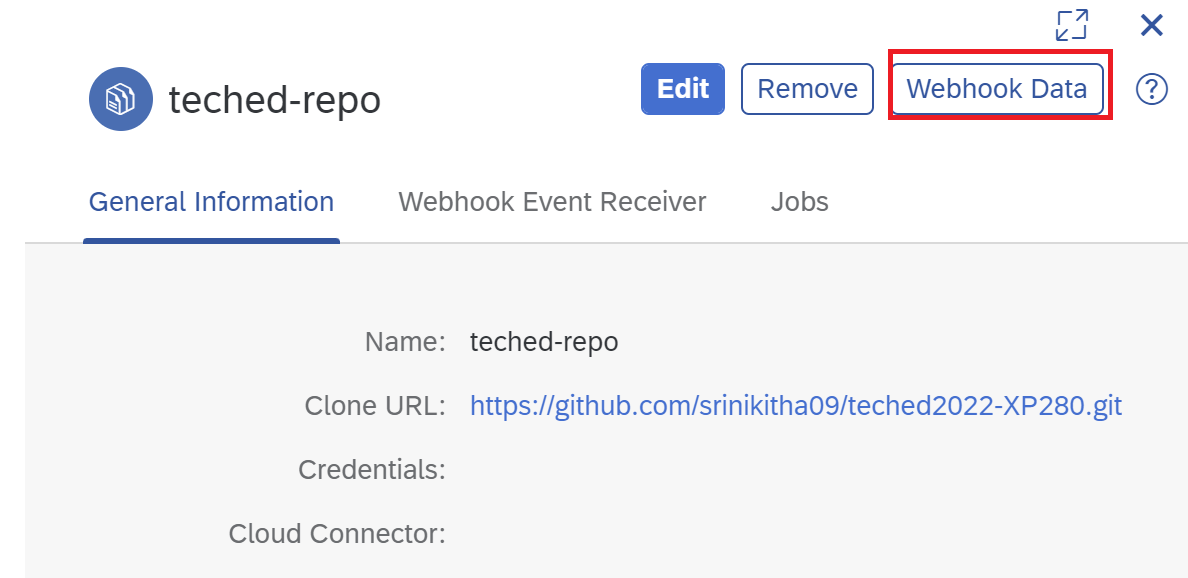 teched-repo
Edit
Remove
Webhook Data
?
General Information
Webhook Event Receiver
Jobs
Name: teched-repo
Clone URL: https://github.com/srinikitha09/teched2022-XP280.git
Credentials:
Cloud Connector: